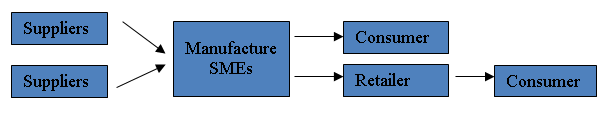 Suppliers
Suppliers
Manufacture
SMEs
Consumer
Retailer
Consumer